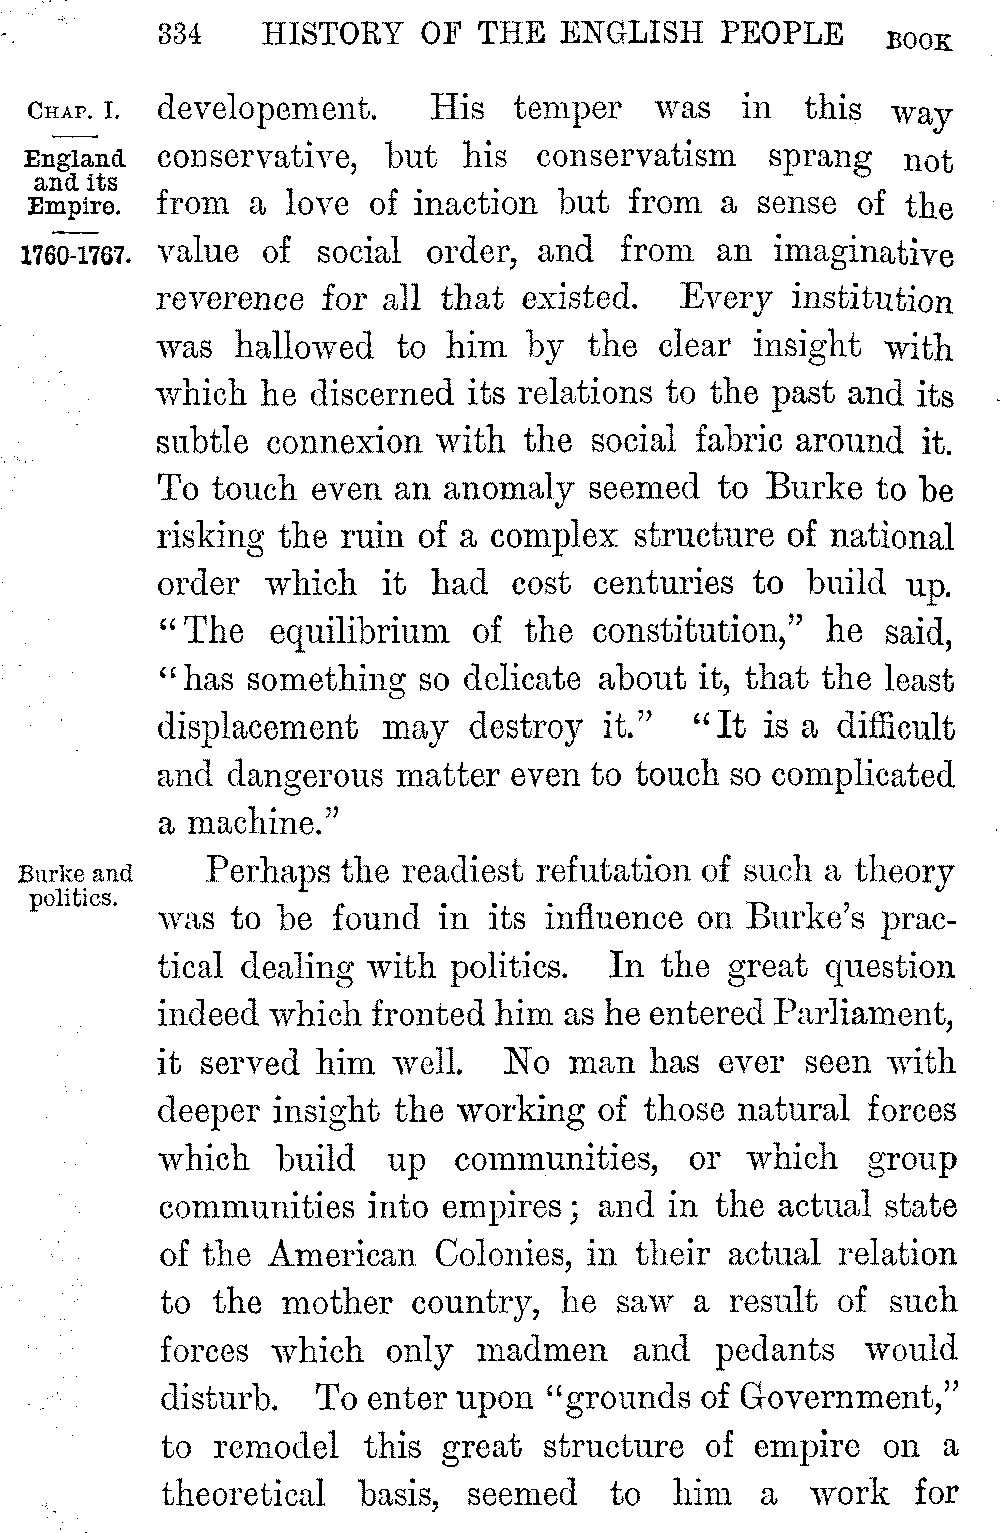 334 HISTORY OF THE ENGLISH PEOPLE BOOK
CHAP. I.
England
and its
Empire.
1760-1767.
developement. His temper was in this way
conservative, but his conservatism sprang not
from a love of inaction but from a sense of the
value of social order, and from an imaginative
reverence for all that existed. Every institution
was hallowed to him by the clear insight with
which he discerned its relations to the past and its
subtle connexion with the social fabric around it.
To touch even an anomaly seemed to Burke to be
risking the ruin of a complex structure of national
order which it had cost centuries to build up.
“The equilibrium of the constitution,” he said,
“has something so delicate about it, that the least
displacement may destroy it.” “It is a difficult
and dangerous matter even to touch so complicated
a machine.”
Burke and
politics.
Perhaps the readiest refutation of such a theory
was to be found in its influence on Burke’s prac-
tical dealing with politics. In the great question
indeed which fronted him as he entered Parliament,
it served him well. No man has ever seen with
deeper insight the working of those natural forces
which build up communities, or which group
communities into empires; and in the actual state
of the American Colonies, in their actual relation
to the mother country, he saw a result of such
forces which only madmen and pedants would
disturb. To enter upon “grounds of Government,”
to remodel this great structure of empire on a
theoretical basis, seemed to him a work for